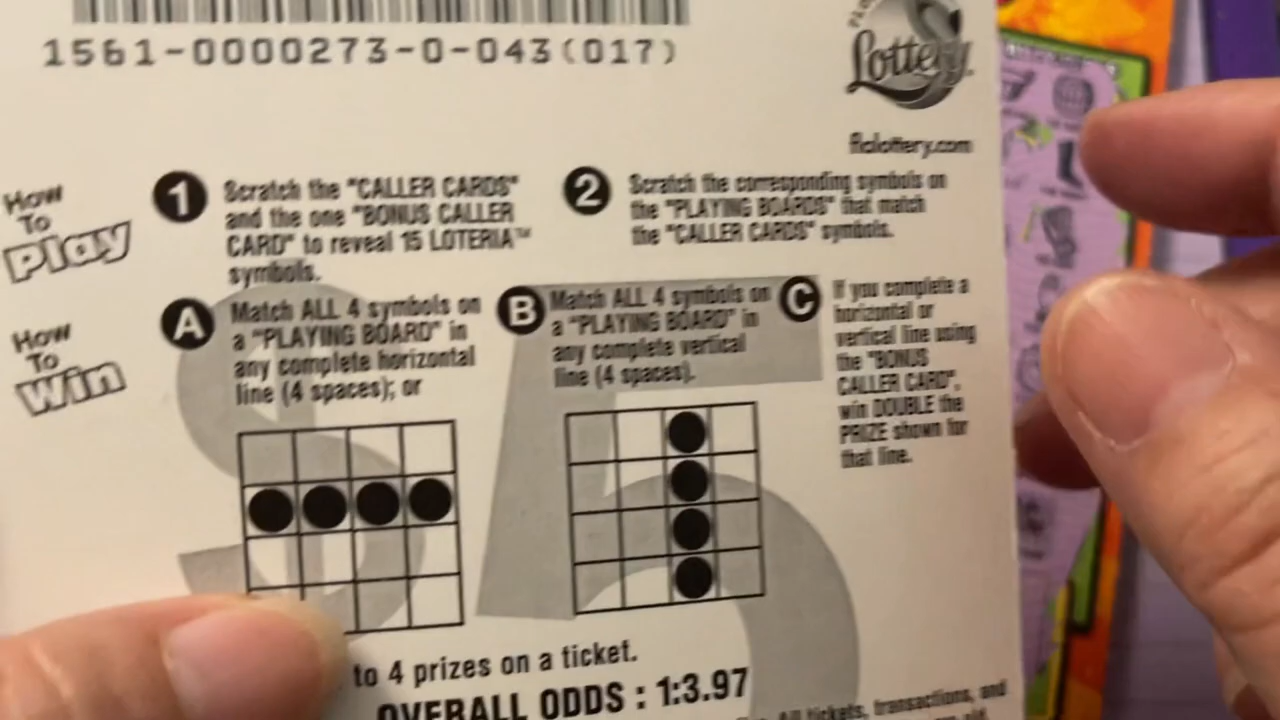 1561-0000273-0-043(017)
Lottery
flalottery.com
How
To
Play
1
Scratch the "CALLER CARDS"
and the one "BONUS CALLER
CARD" to reveal 15 LOTERIA™
symbols.
2
Scratch the corresponding symbols on
the "PLAYING BOARDS" that match
the "CALLER CARDS" symbols.
How
To
Win
A
Match ALL 4 symbols on
a "PLAYING BOARD" in
any complete horizontal
line (4 spaces); or
B
Match ALL 4 symbols on
a "PLAYING BOARD" in
any complete vertical
line (4 spaces).
C
If you complete a
horizontal or
vertical line using
the "BONUS
CALLER CARD",
win DOUBLE the
PRIZE shown for
that line.
$5
to 4 prizes on a ticket.
OVERALL ODDS : 1:3.97
All tickets, transactions, and